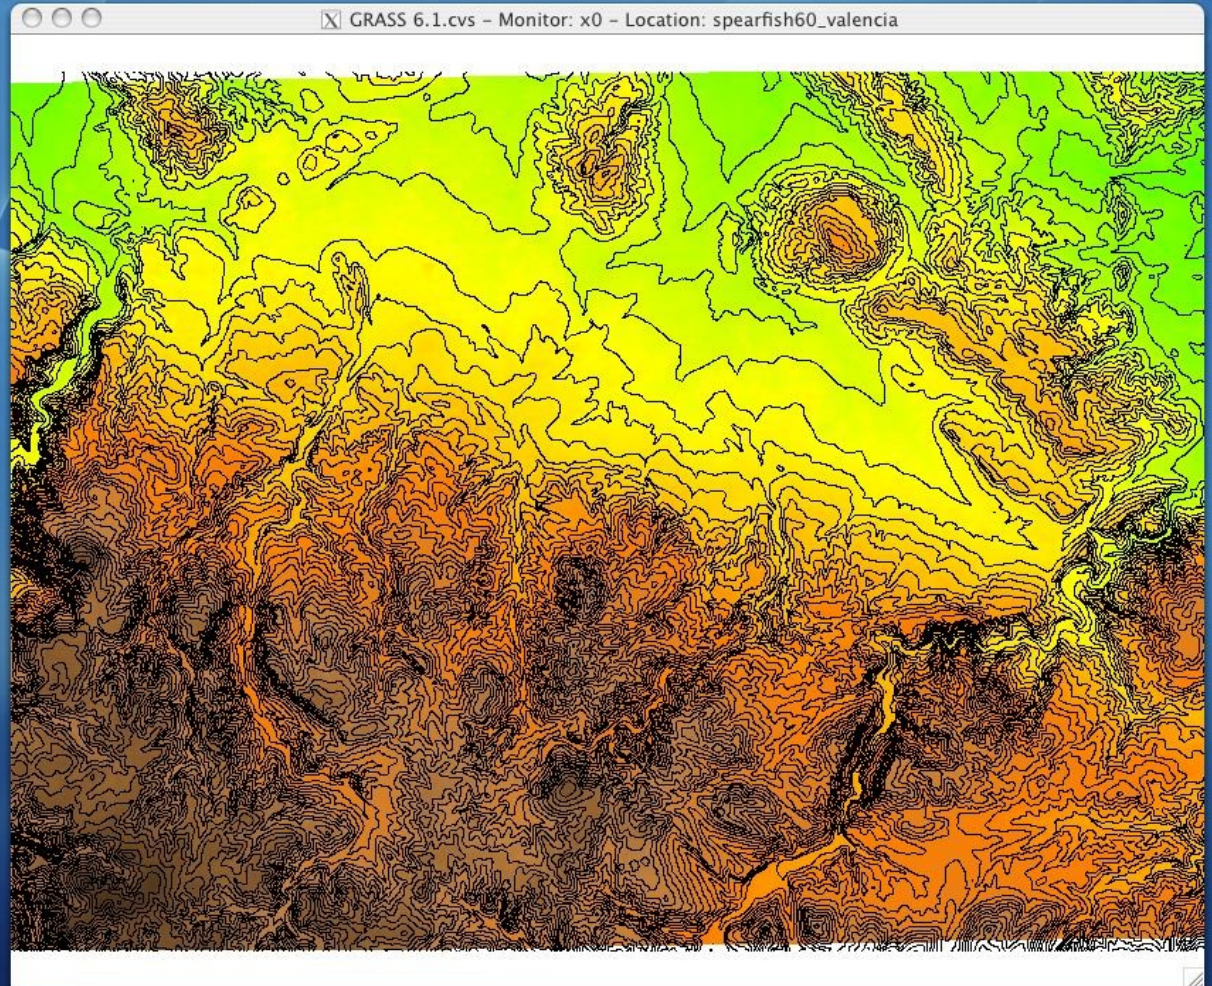 GRASS 6.1.cvs – Monitor: x0 – Location: spearfish60_valencia